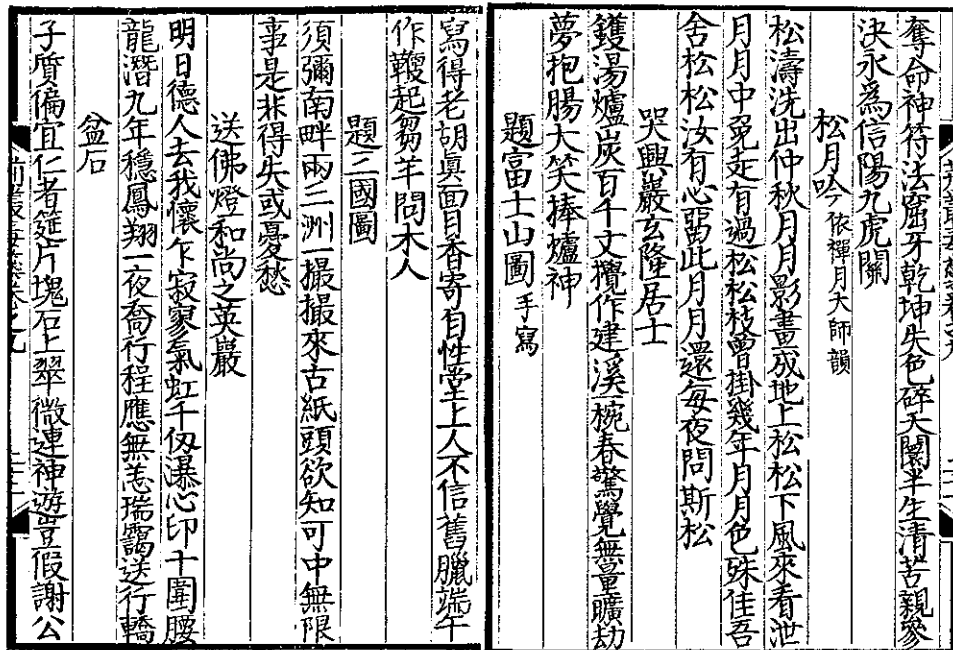 奪命神符法窟牙乾坤失色碎天關半生清苦親參
決永爲信陽九虎關
松月吟 依禪月大師韻
松濤洗出仲秋月月影畫成地上松松下風來看泄
月月中兔走有過松松枝曾掛幾年月月色殊佳吾
舍松松汝有心留此月月還每夜問斯松
哭興巖玄隆居士
鑊湯爐炭百千丈攪作建溪一椀春驚覺無量曠劫
夢抱腸大笑捧爐神
題富士山圖 手寫
寫得老胡眞面目香寄自性堂上人不信舊臘端午
作鞭起芻羊問木人
題三國圖
須彌南畔兩三洲一撮撮來古紙頭欲知可中無限
事是非得失或憂愁
送佛燈和尚之英巖
明日德人去我懷乍寂寥氣虹千仭瀑心印十圍腰
龍潛九年穩鳳翔一夜喬行程應無恙瑞靄送行轎
盆石
子質偏宜仁者筵片塊石上翠微連神遊豈假謝公